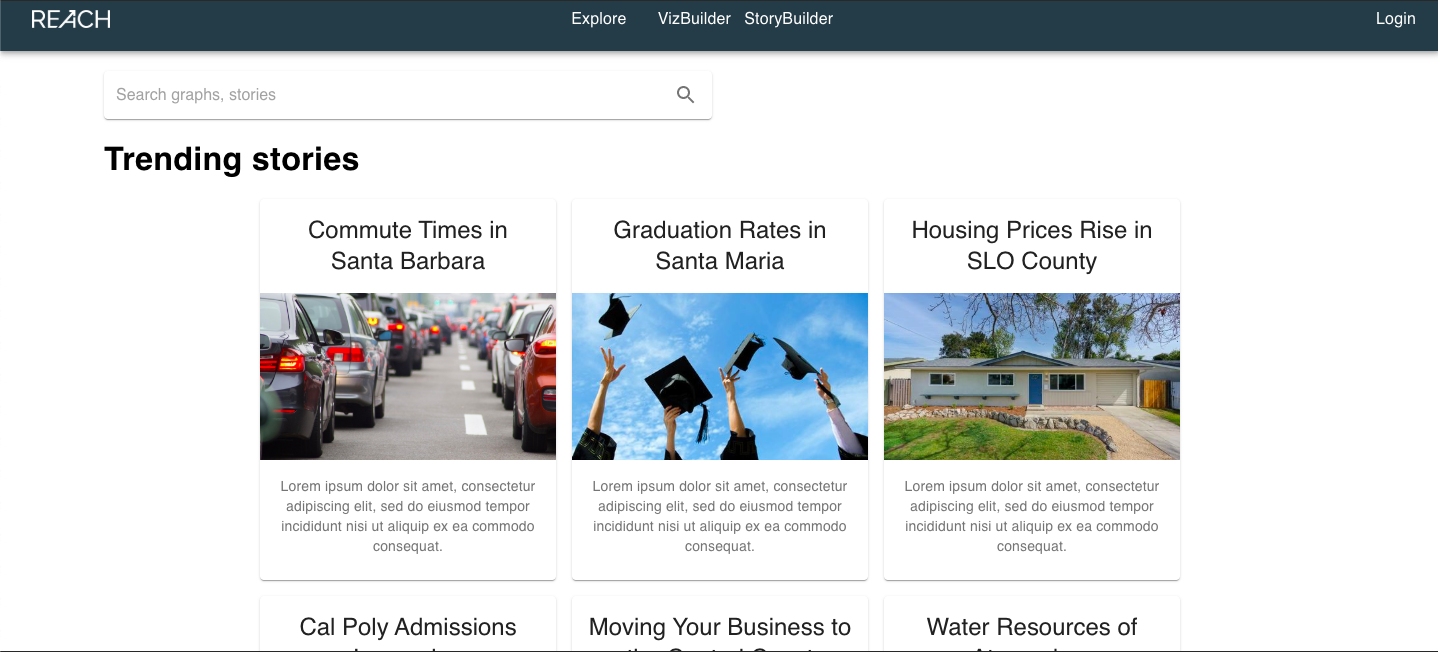 REACH
Explore VizBuilder StoryBuilder
Login
Search graphs, stories
Trending stories
Commute Times in
Santa Barbara
Lorem ipsum dolor sit amet, consectetur
adipiscing elit, sed do eiusmod tempor
incididunt nisi ut aliquip ex ea commodo
consequat.
Graduation Rates in
Santa Maria
Lorem ipsum dolor sit amet, consectetur
adipiscing elit, sed do eiusmod tempor
incididunt nisi ut aliquip ex ea commodo
consequat.
Housing Prices Rise in
SLO County
Lorem ipsum dolor sit amet, consectetur
adipiscing elit, sed do eiusmod tempor
incididunt nisi ut aliquip ex ea commodo
consequat.
Cal Poly Admissions
Moving Your Business to
Water Resources of